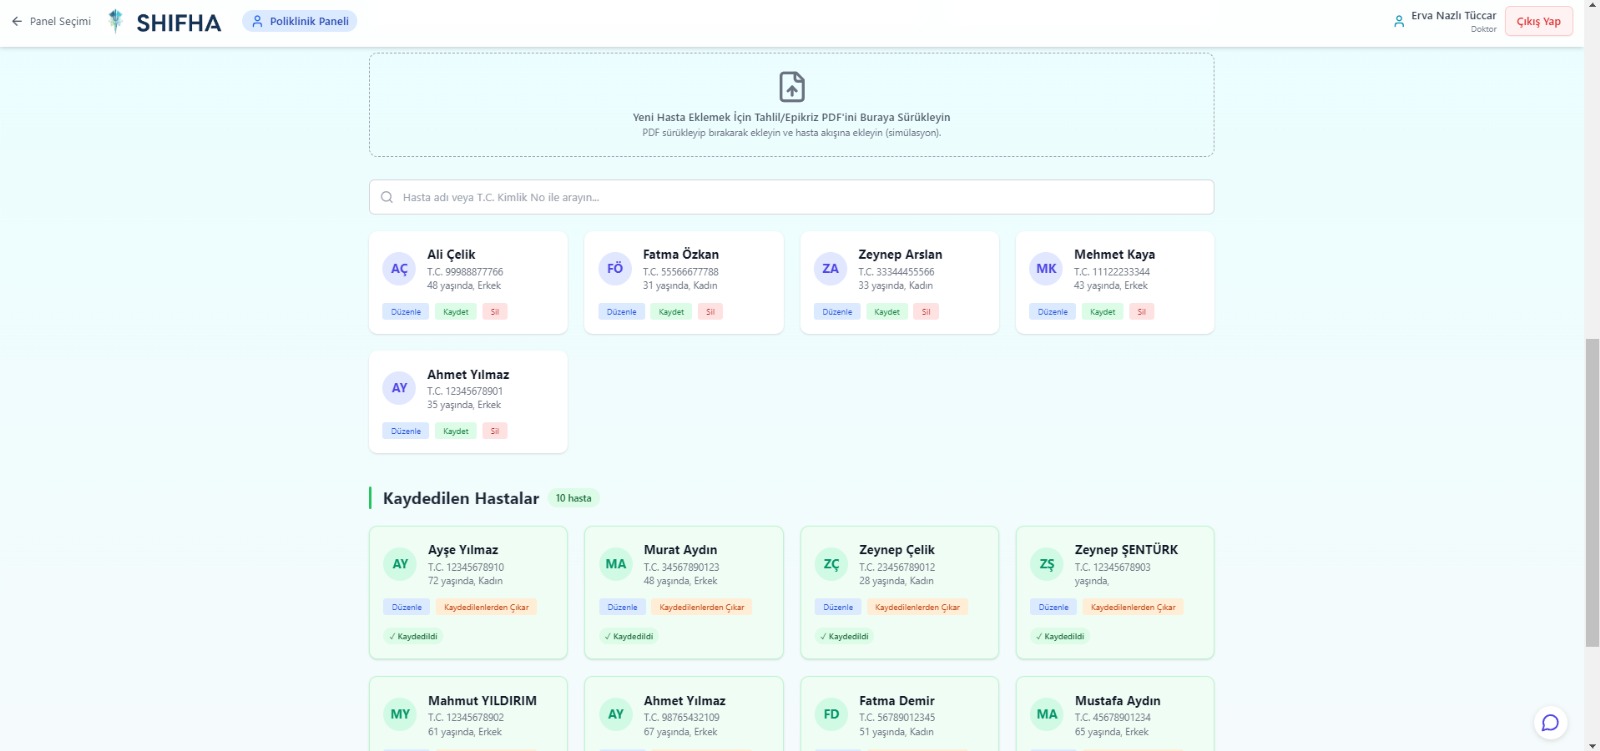 Panel Seçimi
SHIFHA
Poliklinik Paneli
Erva Nazlı Tüccar
Doktor
Çıkış Yap
Yeni Hasta Eklemek İçin Tahlil/Epikriz PDF'ini Buraya Sürükleyin
PDF sürükleyip bırakarak ekleyin ve hasta akışına ekleyin (simülasyon).
Hasta adı veya T.C. Kimlik No ile arayın...
AÇ
Ali Çelik
T.C. 99988877766
48 yaşında, Erkek
Düzenle Kaydet Sil
FÖ
Fatma Özkan
T.C. 55566677788
31 yaşında, Kadın
Düzenle Kaydet Sil
ZA
Zeynep Arslan
T.C. 33344455566
33 yaşında, Kadın
Düzenle Kaydet Sil
MK
Mehmet Kaya
T.C. 11122233344
43 yaşında, Erkek
Düzenle Kaydet Sil
AY
Ahmet Yılmaz
T.C. 12345678901
35 yaşında, Erkek
Düzenle Kaydet Sil
Kaydedilen Hastalar 10 hasta
AY
Ayşe Yılmaz
T.C. 12345678910
72 yaşında, Kadın
Düzenle Kaydedilenlerden Çıkar
✓ Kaydedildi
MA
Murat Aydın
T.C. 34567890123
48 yaşında, Erkek
Düzenle Kaydedilenlerden Çıkar
✓ Kaydedildi
ZÇ
Zeynep Çelik
T.C. 23456789012
28 yaşında, Kadın
Düzenle Kaydedilenlerden Çıkar
✓ Kaydedildi
ZŞ
Zeynep ŞENTÜRK
T.C. 12345678903
yaşında,
Düzenle Kaydedilenlerden Çıkar
✓ Kaydedildi
MY
Mahmut YILDIRIM
T.C. 12345678902
61 yaşında, Erkek
AY
Ahmet Yılmaz
T.C. 98765432109
67 yaşında, Erkek
FD
Fatma Demir
T.C. 56789012345
51 yaşında, Kadın
MA
Mustafa Aydın
T.C. 45678901234
65 yaşında, Erkek